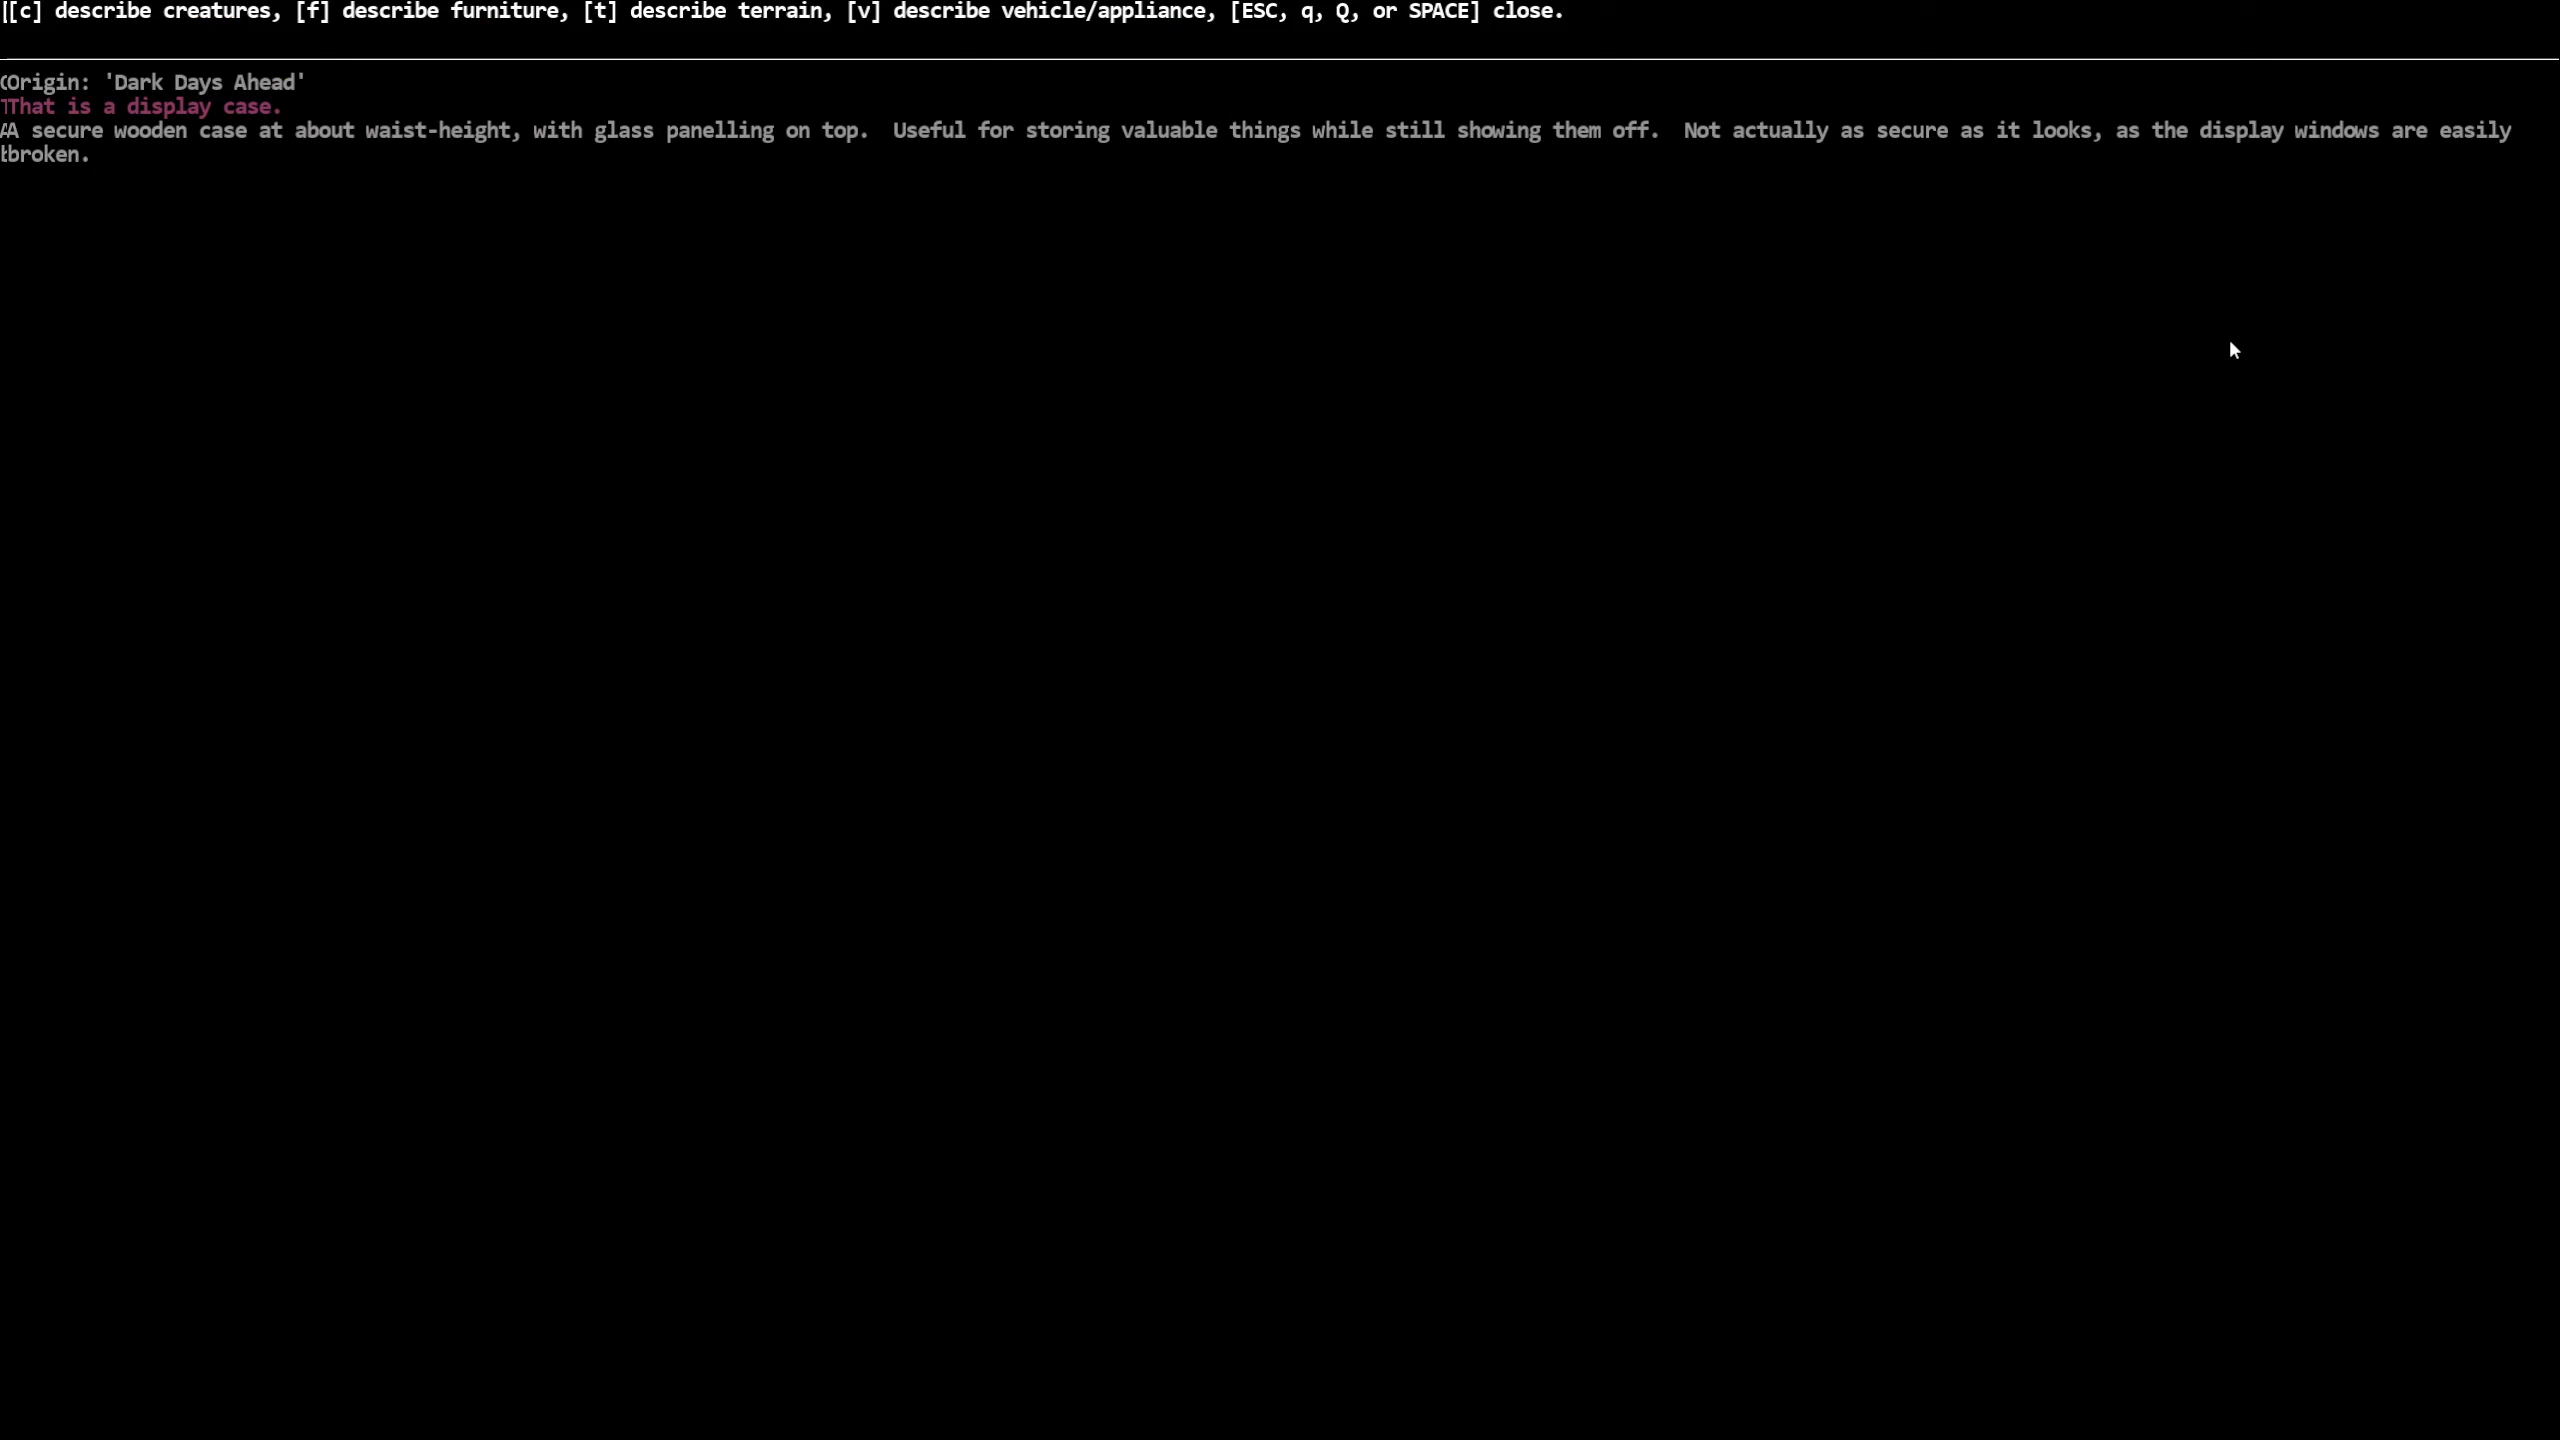 [c] describe creatures, [f] describe furniture, [t] describe terrain, [v] describe vehicle/appliance, [ESC, q, Q, or SPACE] close.
Origin: 'Dark Days Ahead'
That is a display case.
A secure wooden case at about waist-height, with glass panelling on top.  Useful for storing valuable things while still showing them off.  Not actually as secure as it looks, as the display windows are easily
broken.